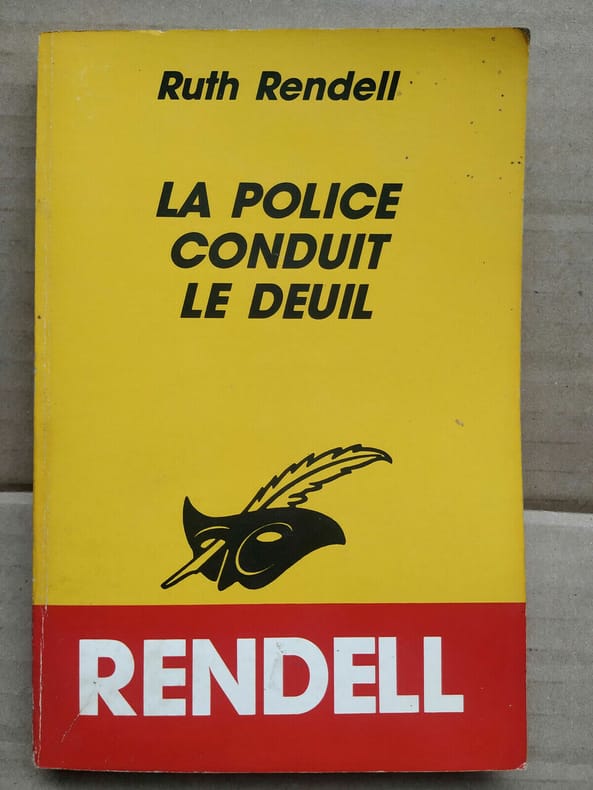 Ruth Rendell
LA POLICE
CONDUIT
LE DEUIL
RENDELL